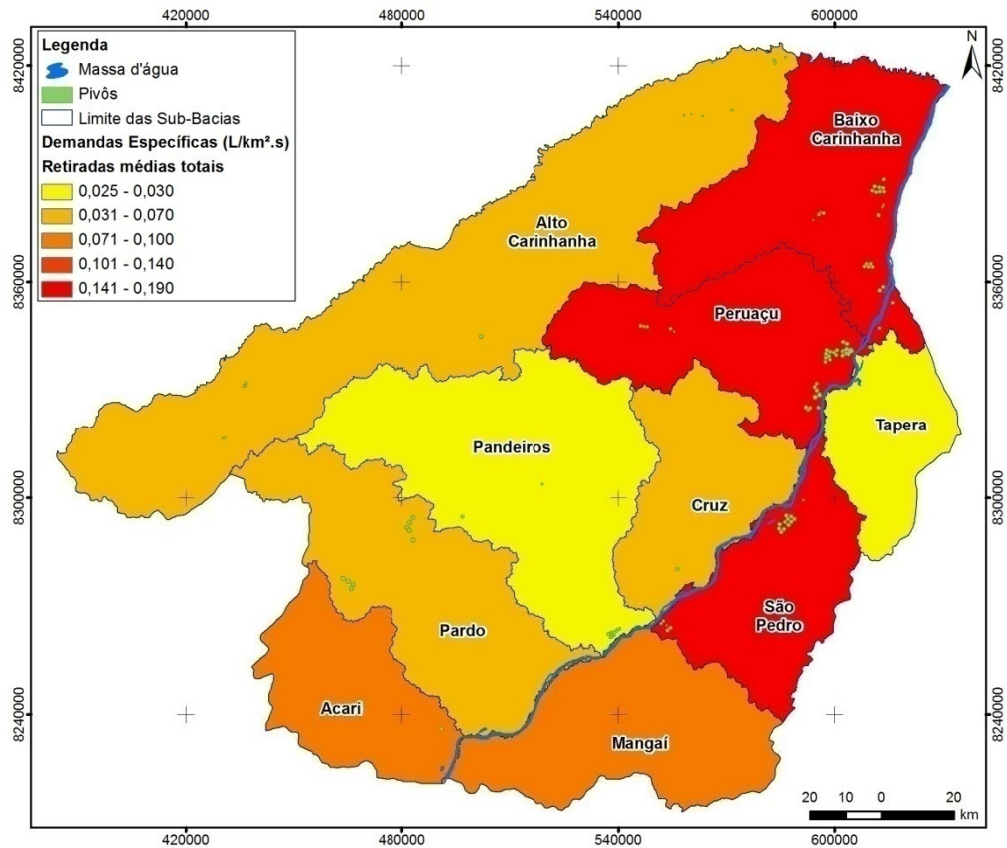 420000 480000 540000 600000
Legenda
Massa d'água
Pivôs
Limite das Sub-Bacias
Demandas Específicas (L/km².s)
Retiradas médias totais
0,025 - 0,030
0,031 - 0,070
0,071 - 0,100
0,101 - 0,140
0,141 - 0,190
N
8420000 8420000
Baixo
Carinhanha
Alto
Carinhanha
8360000 8360000
Peruaçu
Tapera
Pandeiros
8300000 8300000
Cruz
São
Pedro
Pardo
Acari
8240000 8240000
Mangaí
20 10 0 20
km
420000 480000 540000 600000